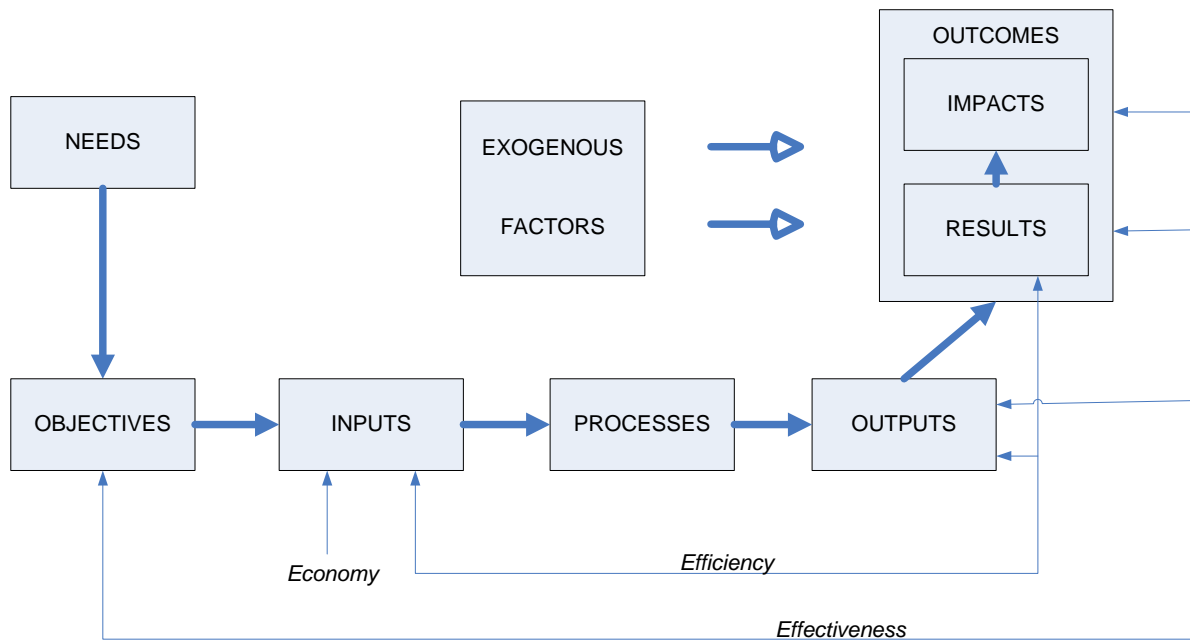 OUTCOMES
IMPACTS
NEEDS
EXOGENOUS
FACTORS
RESULTS
OBJECTIVES
INPUTS
PROCESSES
OUTPUTS
Economy
Efficiency
Effectiveness